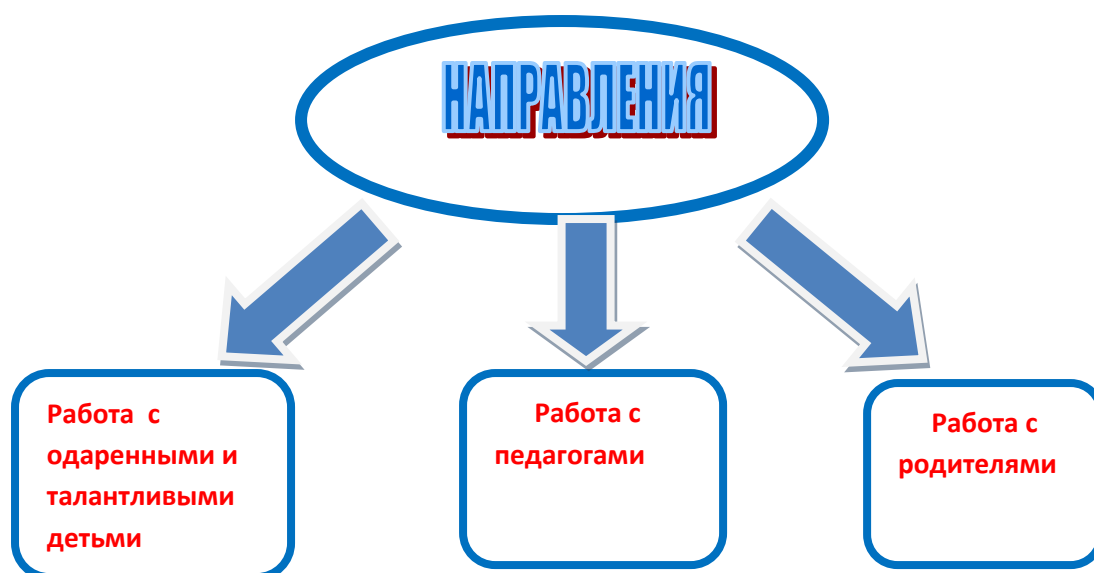 НАПРАВЛЕНИЯ
Работа с
одаренными и
талантливыми
детьми
Работа с
педагогами
Работа с
родителями